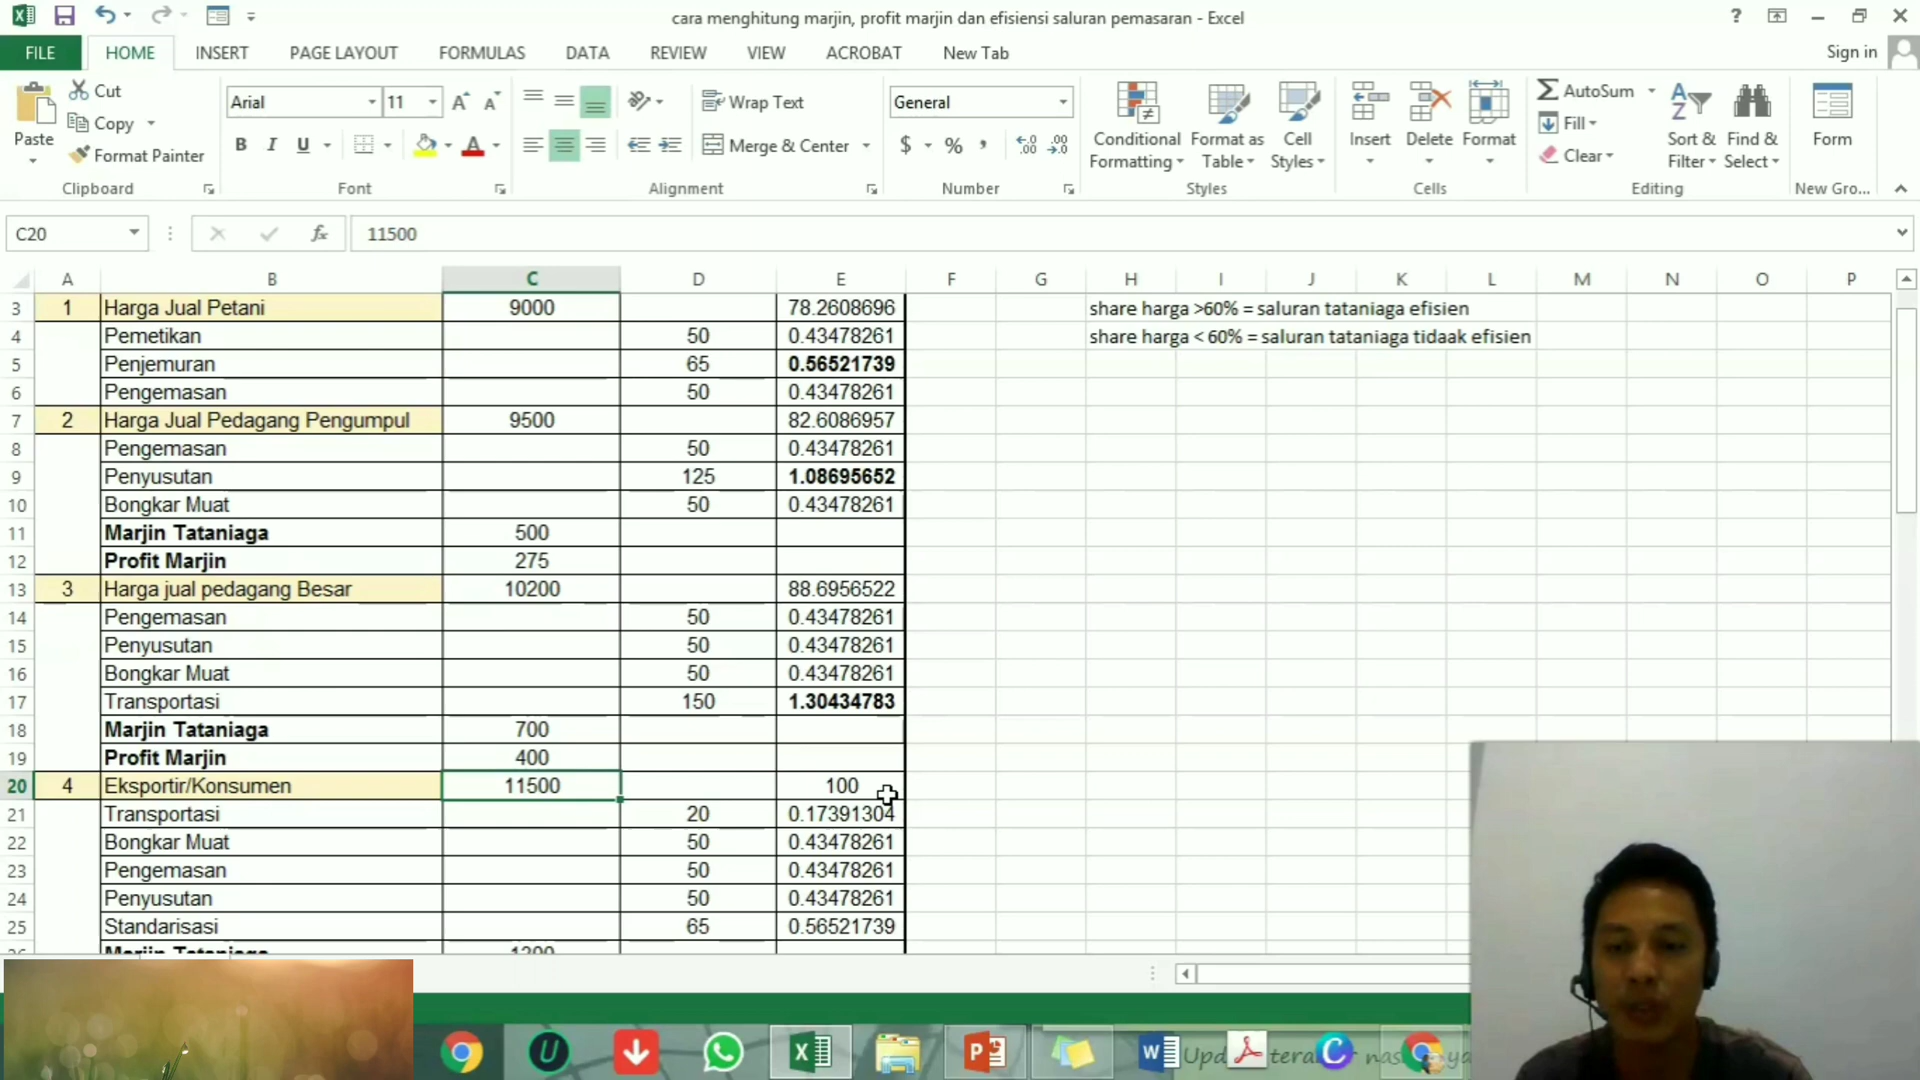 cara menghitung marjin, profit marjin dan efisiensi saluran pemasaran - Excel
FILE HOME INSERT PAGE LAYOUT FORMULAS DATA REVIEW VIEW ACROBAT New Tab Sign in
Paste
Cut
Copy
Format Painter
Clipboard
Arial 11
B I U
Font
Wrap Text
Merge & Center
Alignment
General
$ % ,
Number
Conditional Formatting
Format as Table
Cell Styles
Styles
Insert Delete Format
Cells
AutoSum
Fill
Clear
Sort & Filter
Find & Select
Editing
Form
New Gro...
C20 fx 11500
A B C D E F G H I J K L M N O P
3 1 Harga Jual Petani 9000 78.2608696 share harga >60% = saluran tataniaga efisien
4 Pemetikan 50 0.43478261 share harga < 60% = saluran tataniaga tidaak efisien
5 Penjemuran 65 0.56521739
6 Pengemasan 50 0.43478261
7 2 Harga Jual Pedagang Pengumpul 9500 82.6086957
8 Pengemasan 50 0.43478261
9 Penyusutan 125 1.08695652
10 Bongkar Muat 50 0.43478261
11 Marjin Tataniaga 500
12 Profit Marjin 275
13 3 Harga jual pedagang Besar 10200 88.6956522
14 Pengemasan 50 0.43478261
15 Penyusutan 50 0.43478261
16 Bongkar Muat 50 0.43478261
17 Transportasi 150 1.30434783
18 Marjin Tataniaga 700
19 Profit Marjin 400
20 4 Eksportir/Konsumen 11500 100
21 Transportasi 20 0.17391304
22 Bongkar Muat 50 0.43478261
23 Pengemasan 50 0.43478261
24 Penyusutan 50 0.43478261
25 Standarisasi 65 0.56521739
Marjin Tataniaga